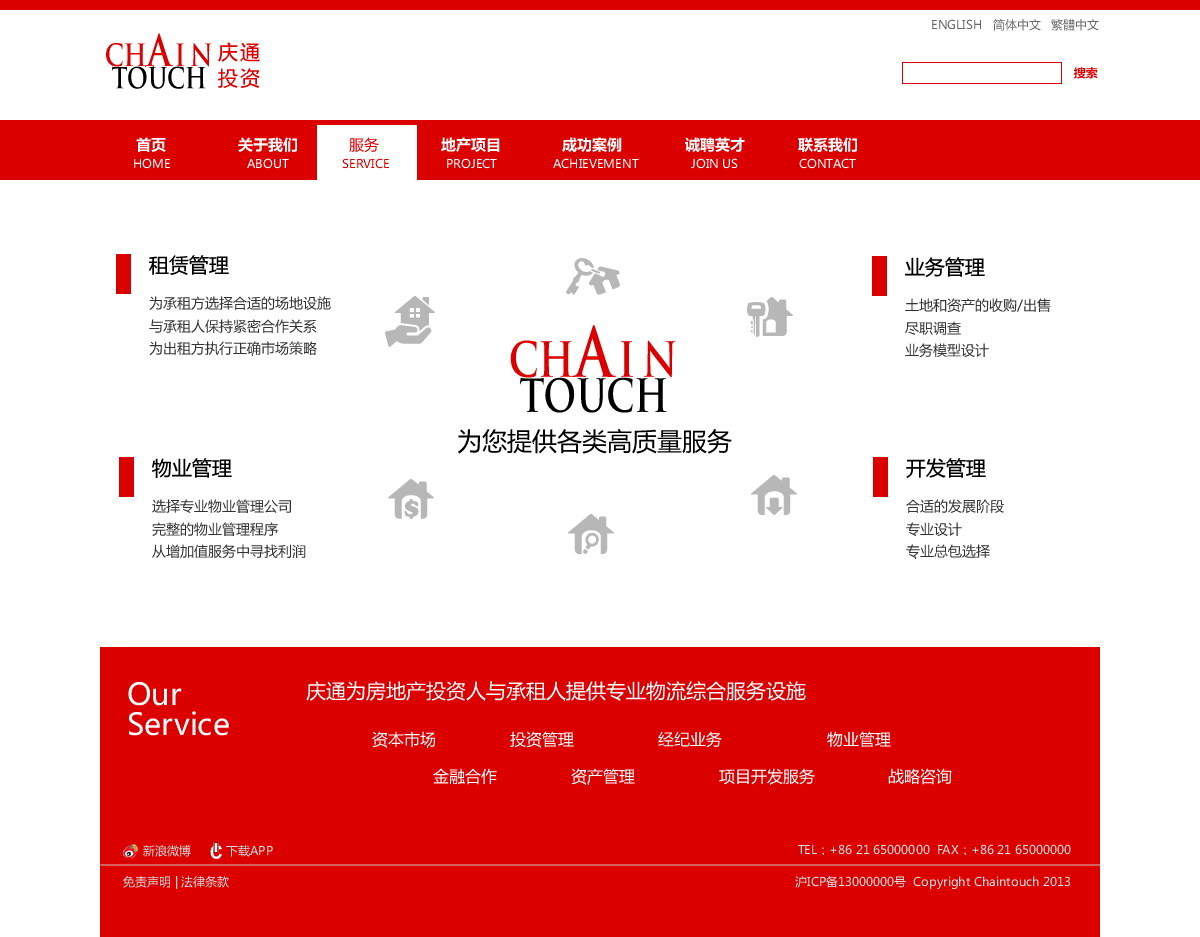 ENGLISH 简体中文 繁體中文
CHAIN 庆通
TOUCH 投资
搜索
首页 关于我们 服务 地产项目 成功案例 诚聘英才 联系我们
HOME ABOUT SERVICE PROJECT ACHIEVEMENT JOIN US CONTACT
租赁管理
为承租方选择合适的场地设施
与承租人保持紧密合作关系
为出租方执行正确市场策略
业务管理
土地和资产的收购/出售
尽职调查
业务模型设计
CHAIN
TOUCH
为您提供各类高质量服务
物业管理
选择专业物业管理公司
完整的物业管理程序
从增加值服务中寻找利润
$
开发管理
合适的发展阶段
专业设计
专业总包选择
Our
Service
庆通为房地产投资人与承租人提供专业物流综合服务设施
资本市场 投资管理 经纪业务 物业管理
金融合作 资产管理 项目开发服务 战略咨询
新浪微博 下载APP
TEL：+86 21 65000000 FAX：+86 21 65000000
免责声明 | 法律条款
沪ICP备13000000号 Copyright Chaintouch 2013